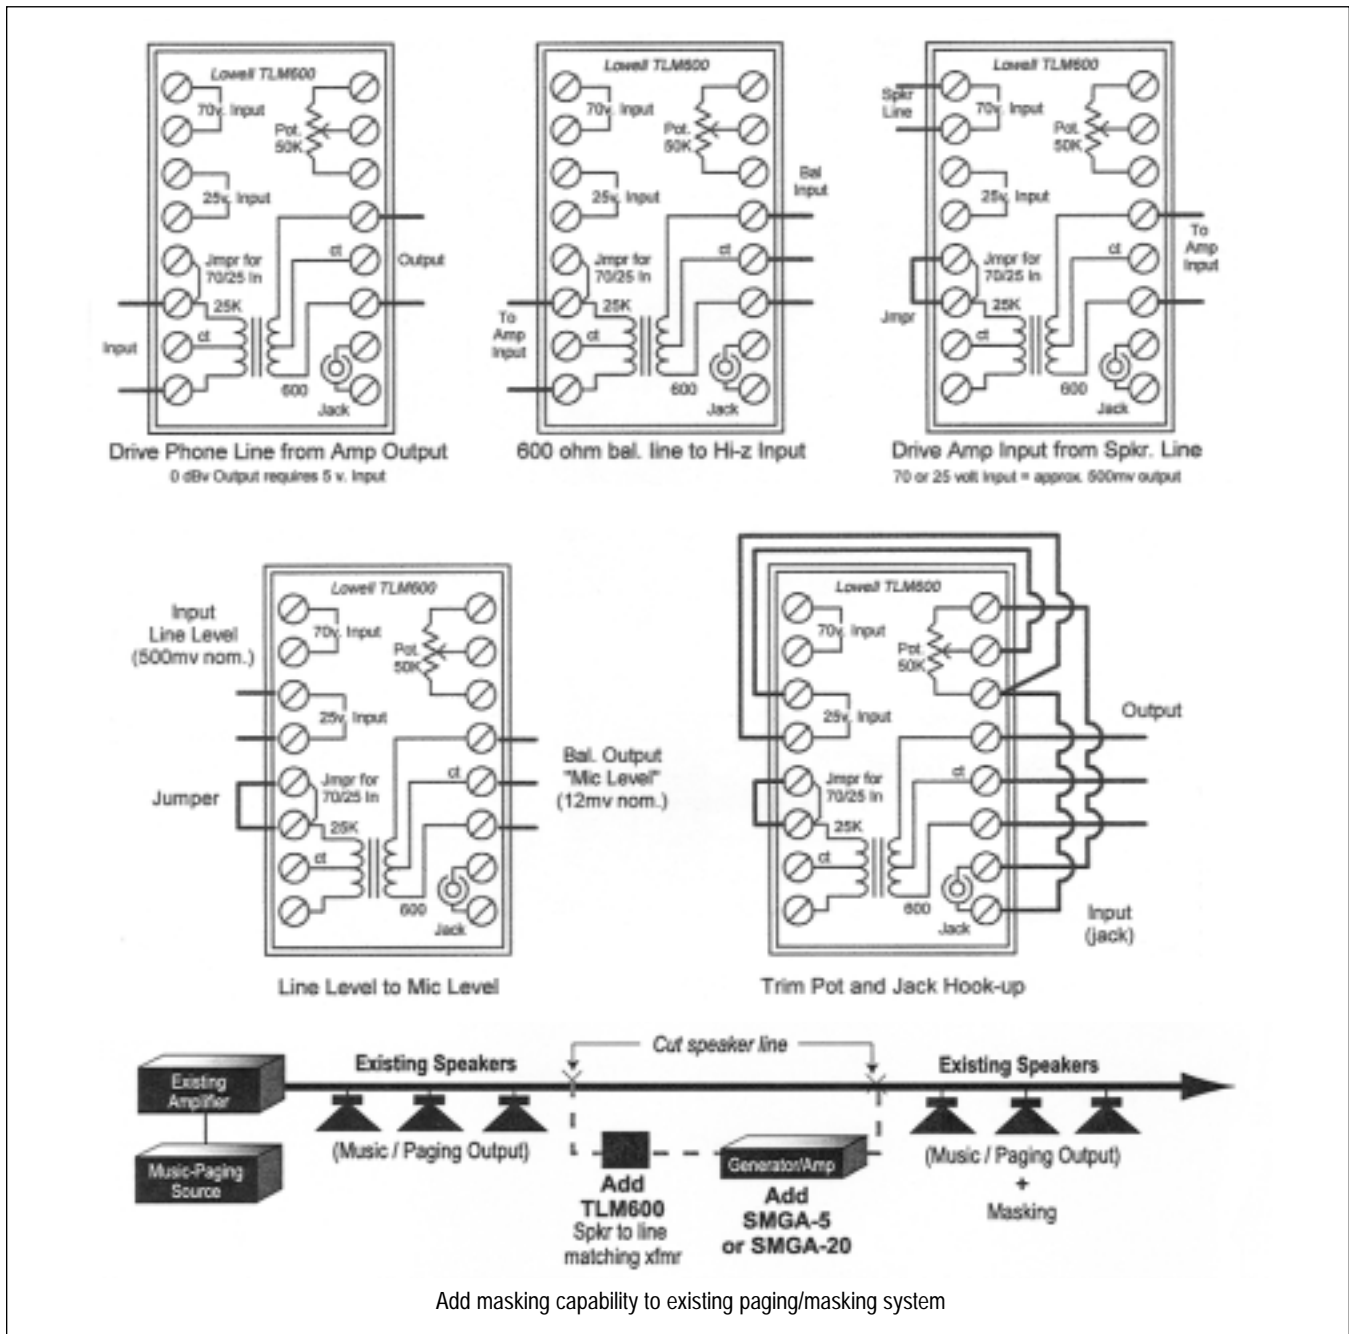 Lowell TLM600
70v. Input
Pot.
50K
25v. Input
Jmpr for
70/25 In
25K
ct
ct
600
Jack
Input
Output
Drive Phone Line from Amp Output
0 dBv Output requires 5 v. Input
Lowell TLM600
70v. Input
Pot.
50K
25v. Input
Jmpr for
70/25 In
25K
ct
ct
600
Jack
Bal
Input
To
Amp
Input
600 ohm bal. line to Hi-z Input
Lowell TLM600
Spkr
Line
70v. Input
Pot.
50K
25v. Input
Jmpr for
70/25 In
25K
ct
ct
600
Jack
Jmpr
To
Amp
Input
Drive Amp Input from Spkr. Line
70 or 25 volt Input = approx. 500mv output
Lowell TLM600
Input
Line Level
(500mv nom.)
70v. Input
Pot.
50K
25v. Input
Jmpr for
70/25 In
25K
ct
ct
600
Jack
Jumper
Bal. Output
"Mic Level"
(12mv nom.)
Line Level to Mic Level
Lowell TLM600
70v. Input
Pot.
50K
25v. Input
Jmpr for
70/25 In
25K
ct
ct
600
Jack
Output
Input
(jack)
Trim Pot and Jack Hook-up
Cut speaker line
Existing
Amplifier
Music-Paging
Source
Existing Speakers
(Music / Paging Output)
Add
TLM600
Spkr to line
matching xfmr
Generator/Amp
Add
SMGA-5
or SMGA-20
Existing Speakers
(Music / Paging Output)
+
Masking
Add masking capability to existing paging/masking system